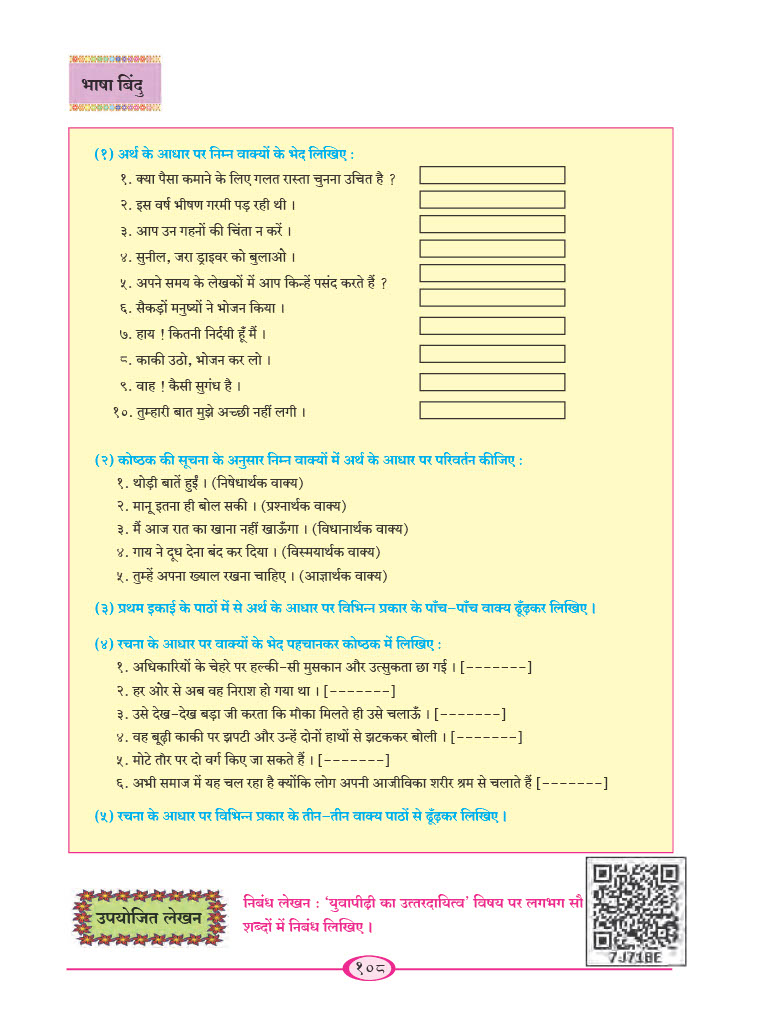 भाषा बिंदु
(१) अर्थ के आधार पर निम्न वाक्यों के भेद लिखिए :
१. क्या पैसा कमाने के लिए गलत रास्ता चुनना उचित है ?
२. इस वर्ष भीषण गरमी पड़ रही थी ।
३. आप उन गहनों की चिंता न करें ।
४. सुनील, जरा ड्राइवर को बुलाओ ।
५. अपने समय के लेखकों में आप किन्हें पसंद करते हैं ?
६. सैकड़ों मनुष्यों ने भोजन किया ।
७. हाय ! कितनी निर्दयी हूँ मैं ।
८. काकी उठो, भोजन कर लो ।
९. वाह ! कैसी सुगंध है ।
१०. तुम्हारी बात मुझे अच्छी नहीं लगी ।
(२) कोष्ठक की सूचना के अनुसार निम्न वाक्यों में अर्थ के आधार पर परिवर्तन कीजिए :
१. थोड़ी बातें हुईं । (निषेधार्थक वाक्य)
२. मानू इतना ही बोल सकी । (प्रश्नार्थक वाक्य)
३. मैं आज रात का खाना नहीं खाऊँगा । (विधानार्थक वाक्य)
४. गाय ने दूध देना बंद कर दिया । (विस्मयार्थक वाक्य)
५. तुम्हें अपना ख्याल रखना चाहिए । (आज्ञार्थक वाक्य)
(३) प्रथम इकाई के पाठों में से अर्थ के आधार पर विभिन्न प्रकार के पाँच-पाँच वाक्य ढूँढ़कर लिखिए ।
(४) रचना के आधार पर वाक्यों के भेद पहचानकर कोष्ठक में लिखिए :
१. अधिकारियों के चेहरे पर हल्की-सी मुसकान और उत्सुकता छा गई । [-------]
२. हर ओर से अब वह निराश हो गया था । [-------]
३. उसे देख-देख बड़ा जी करता कि मौका मिलते ही उसे चलाऊँ । [-------]
४. वह बूढ़ी काकी पर झपटी और उन्हें दोनों हाथों से झटककर बोली । [-------]
५. मोटे तौर पर दो वर्ग किए जा सकते हैं । [-------]
६. अभी समाज में यह चल रहा है क्योंकि लोग अपनी आजीविका शरीर श्रम से चलाते हैं [-------]
(५) रचना के आधार पर विभिन्न प्रकार के तीन-तीन वाक्य पाठों से ढूँढ़कर लिखिए ।
उपयोजित लेखन
निबंध लेखन : ‘युवापीढ़ी का उत्तरदायित्व’ विषय पर लगभग सौ
शब्दों में निबंध लिखिए ।
7J71BE
१०८